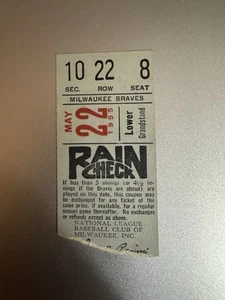 10 22 8
SEC. ROW SEAT
MILWAUKEE BRAVES
MAY 22 1955
Lower Grandstand
RAIN
CHECK
If less than 5 innings (or 4½ innings if the Braves are ahead) are
played on this date, this coupon may
be exchanged for any ticket of the
same price, if available, for a regular
season game thereafter. No exchanges
or refunds except as above.
NATIONAL LEAGUE
BASEBALL CLUB OF
MILWAUKEE, INC.